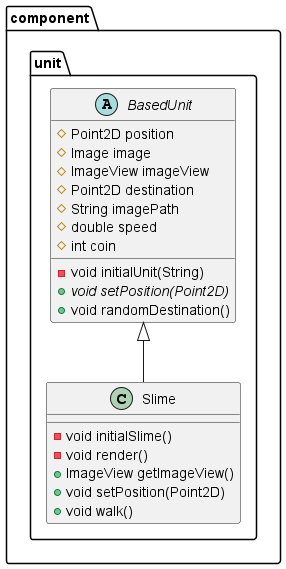 component
unit
A BasedUnit
Point2D position
Image image
ImageView imageView
Point2D destination
String imagePath
double speed
int coin
void initialUnit(String)
void setPosition(Point2D)
void randomDestination()
C Slime
void initialSlime()
void render()
ImageView getImageView()
void setPosition(Point2D)
void walk()